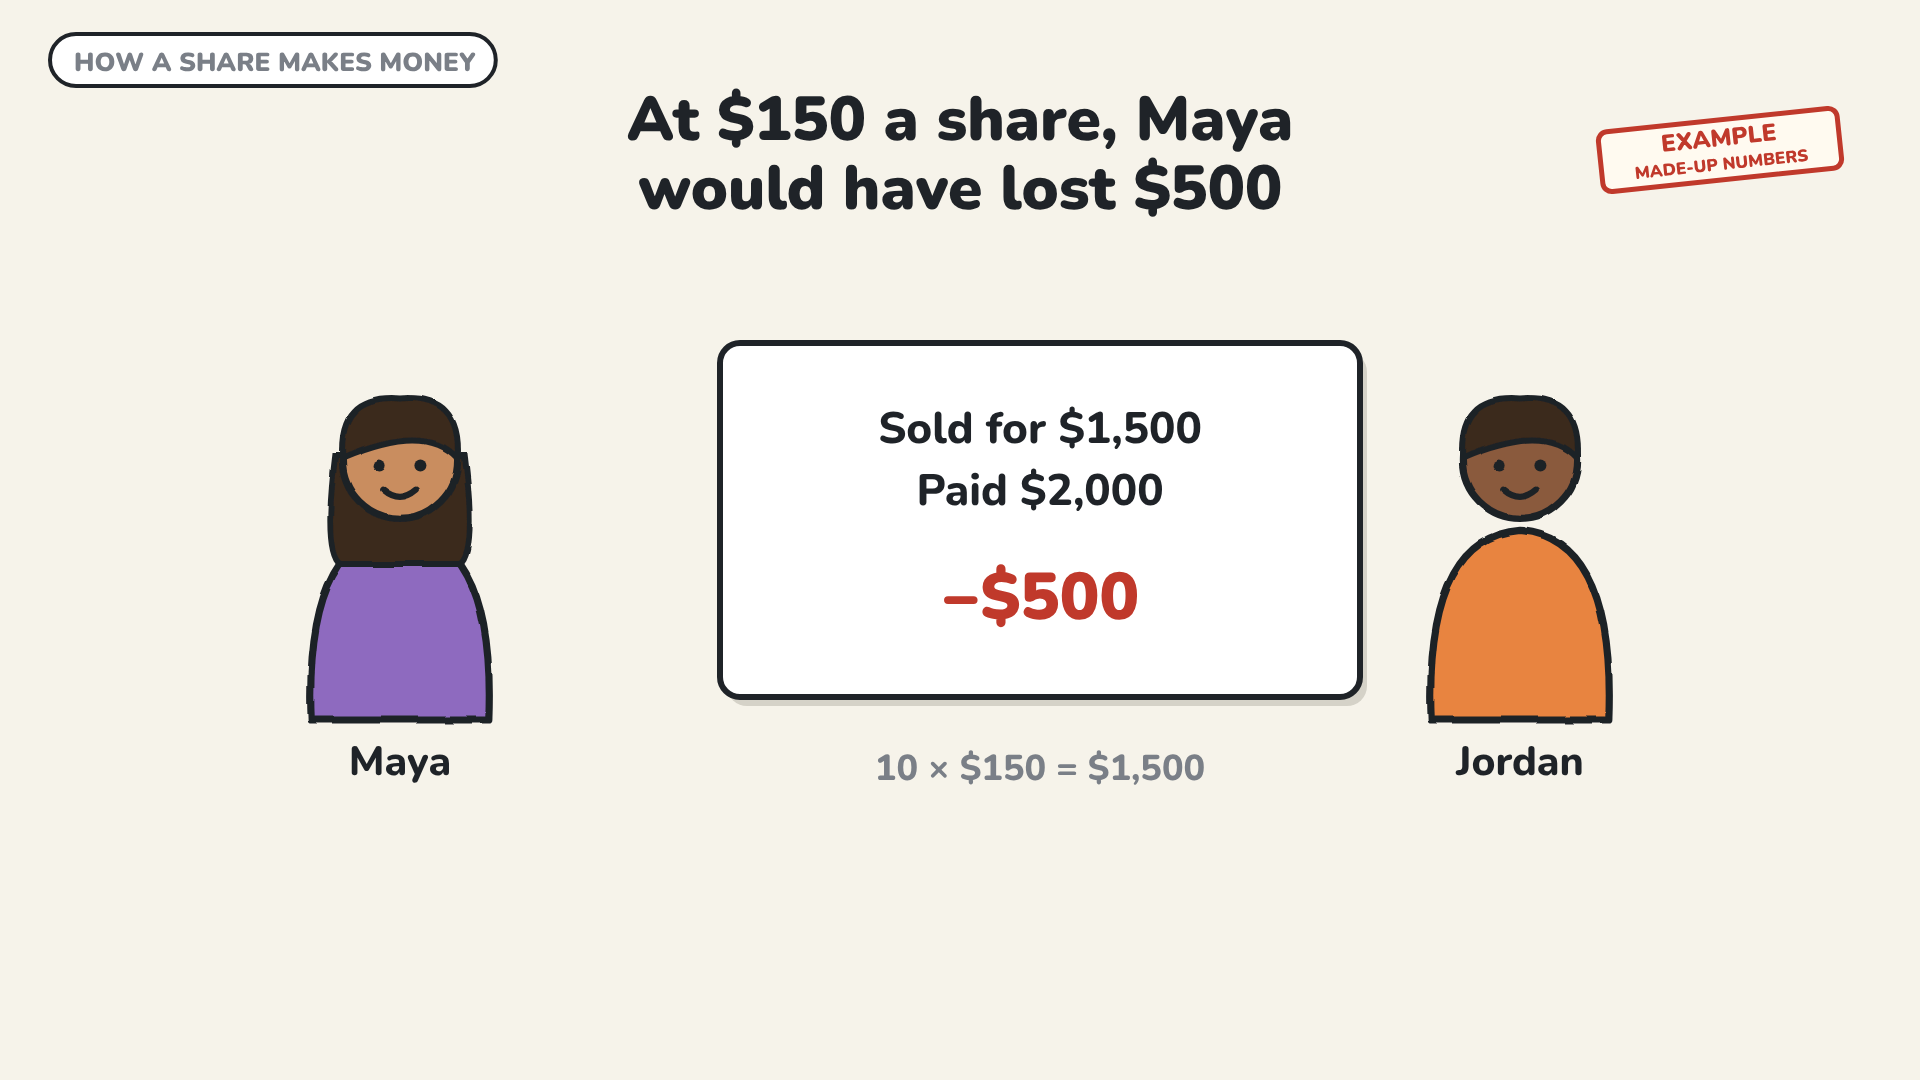 HOW A SHARE MAKES MONEY
At $150 a share, Maya
would have lost $500
EXAMPLE
MADE-UP NUMBERS
Sold for $1,500
Paid $2,000
–$500
10 × $150 = $1,500
Maya
Jordan